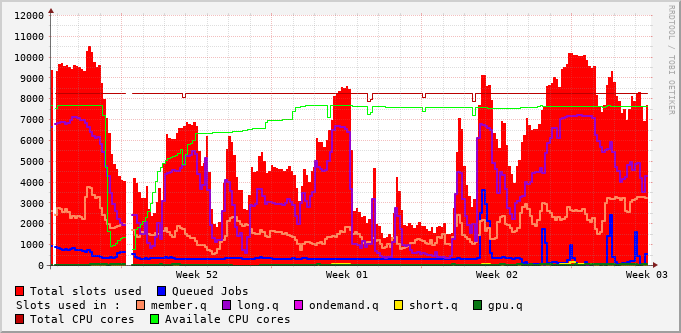 12000
11000
10000
9000
8000
7000
6000
5000
4000
3000
2000
1000
0
Week 52 Week 01 Week 02 Week 03
Total slots used Queued Jobs
Slots used in : member.q long.q ondemand.q short.q gpu.q
Total CPU cores Availale CPU cores
RRDTOOL / TOBI OETIKER